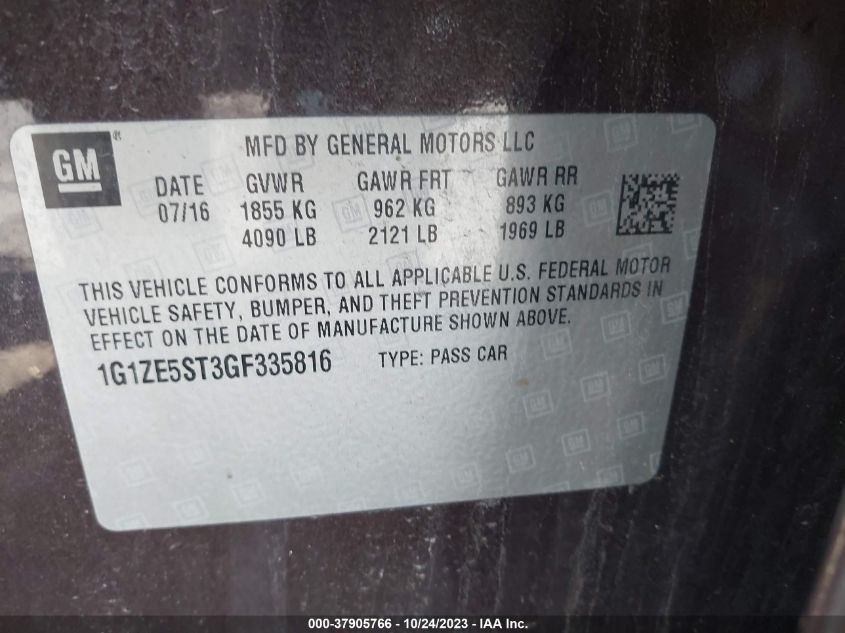 GM ®
MFD BY GENERAL MOTORS LLC
DATE GVWR GAWR FRT GAWR RR
07/16 1855 KG 962 KG 893 KG
4090 LB 2121 LB 1969 LB
THIS VEHICLE CONFORMS TO ALL APPLICABLE U.S. FEDERAL MOTOR
VEHICLE SAFETY, BUMPER, AND THEFT PREVENTION STANDARDS IN
EFFECT ON THE DATE OF MANUFACTURE SHOWN ABOVE.
1G1ZE5ST3GF335816 TYPE: PASS CAR
000-37905766 - 10/24/2023 - IAA Inc.